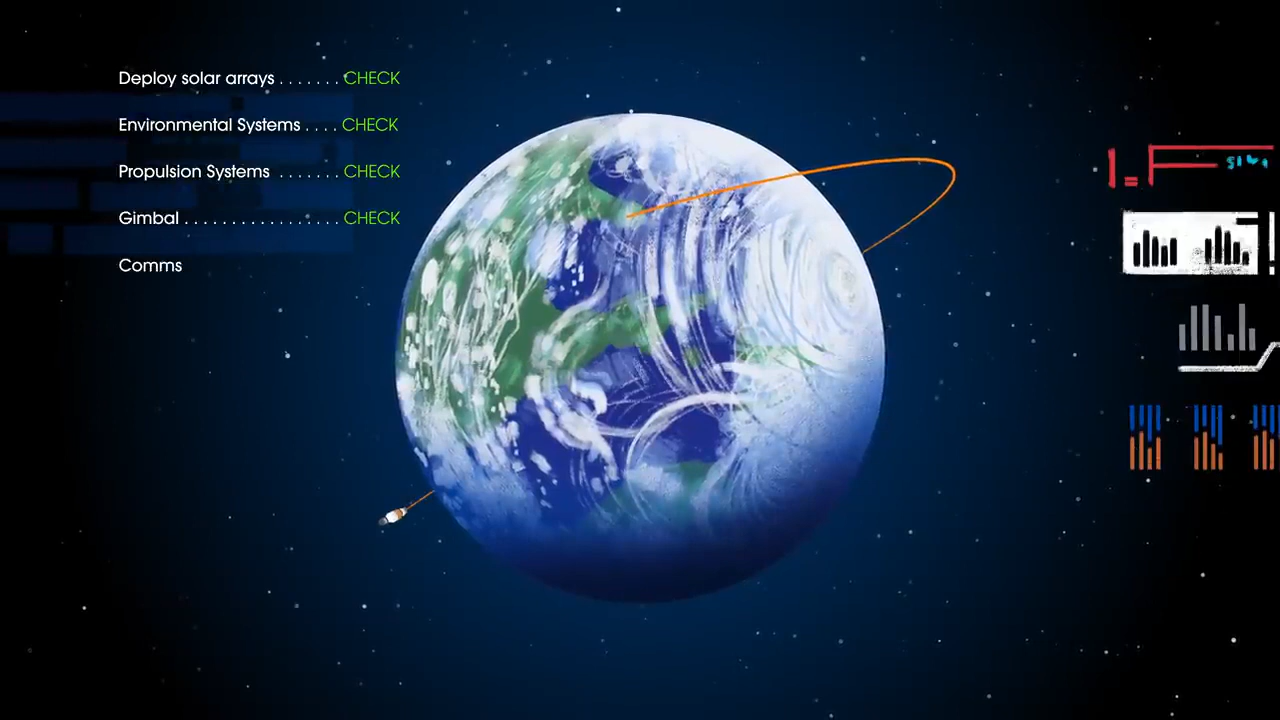 Deploy solar arrays . . . . . . . CHECK
Environmental Systems . . . . CHECK
Propulsion Systems . . . . . . . CHECK
Gimbal . . . . . . . . . . . . . . . . . CHECK
Comms